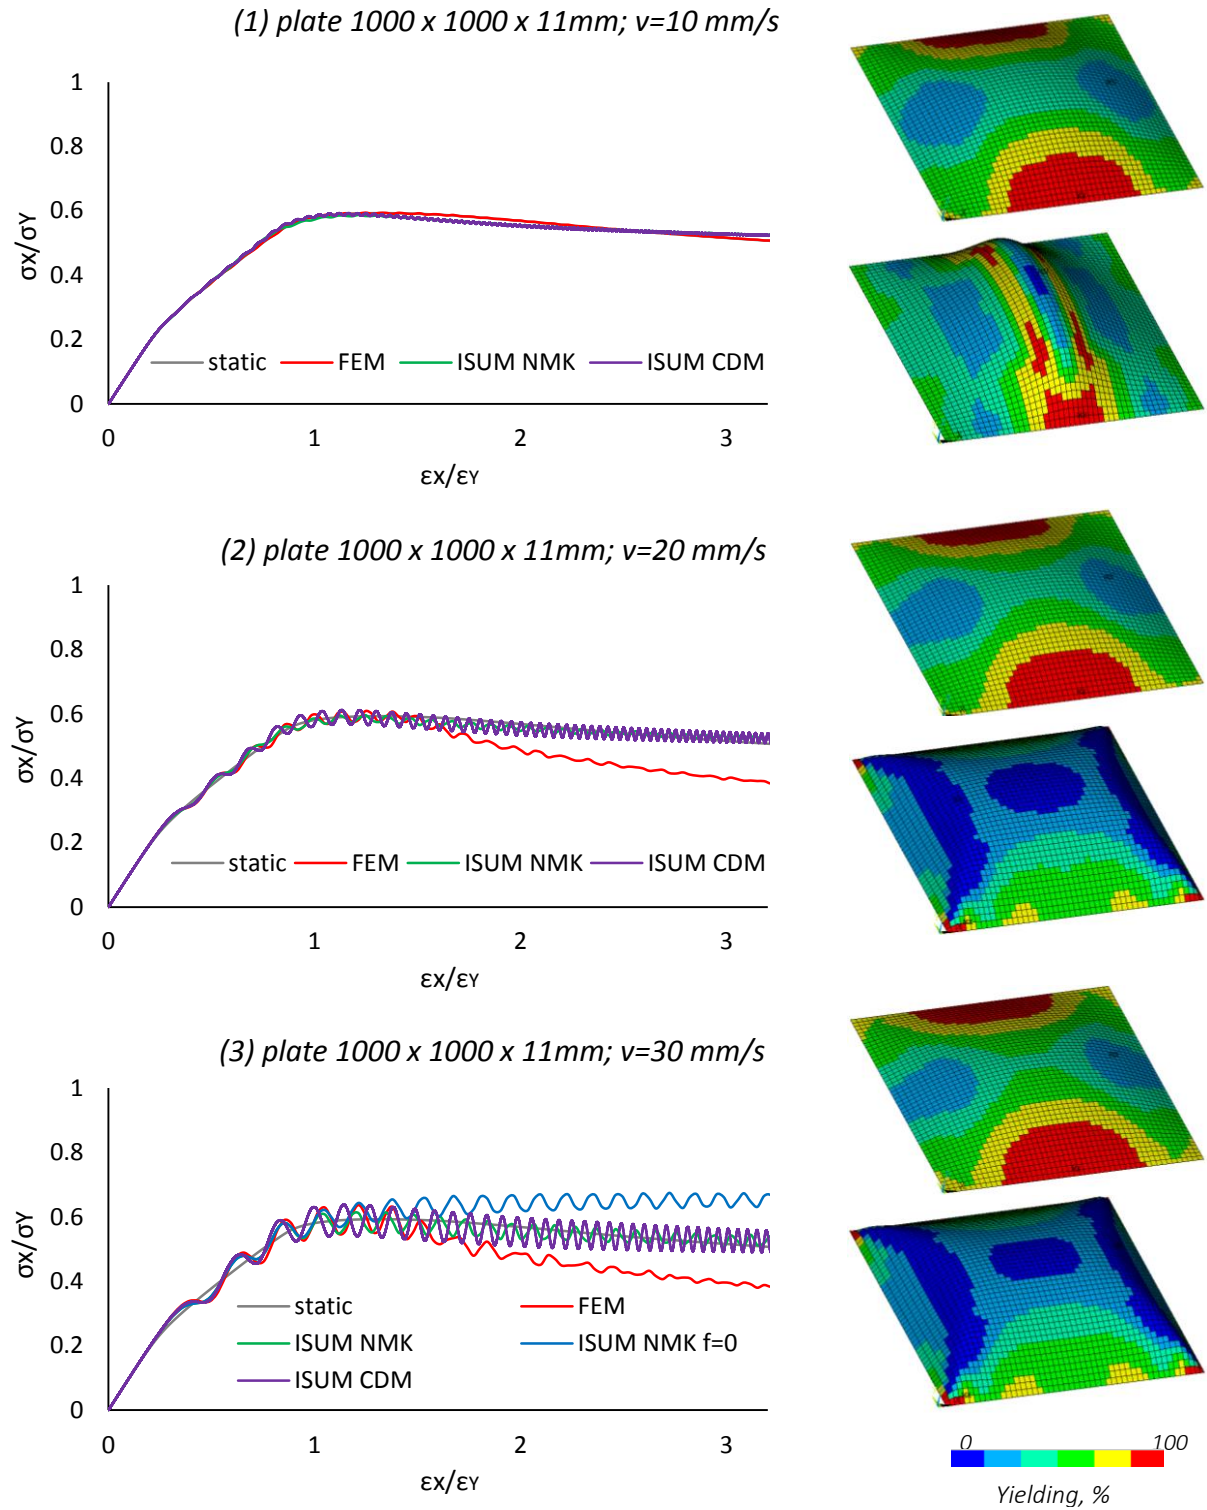 (1) plate 1000 x 1000 x 11mm; v=10 mm/s
1
0.8
0.6
0.4
0.2
0
σx/σY
static FEM ISUM NMK ISUM CDM
0 1 2 3
εx/εY
(2) plate 1000 x 1000 x 11mm; v=20 mm/s
1
0.8
0.6
0.4
0.2
0
σx/σY
static FEM ISUM NMK ISUM CDM
0 1 2 3
εx/εY
(3) plate 1000 x 1000 x 11mm; v=30 mm/s
1
0.8
0.6
0.4
0.2
0
σx/σY
static FEM
ISUM NMK ISUM NMK f=0
ISUM CDM
0 1 2 3
εx/εY
0 100
Yielding, %